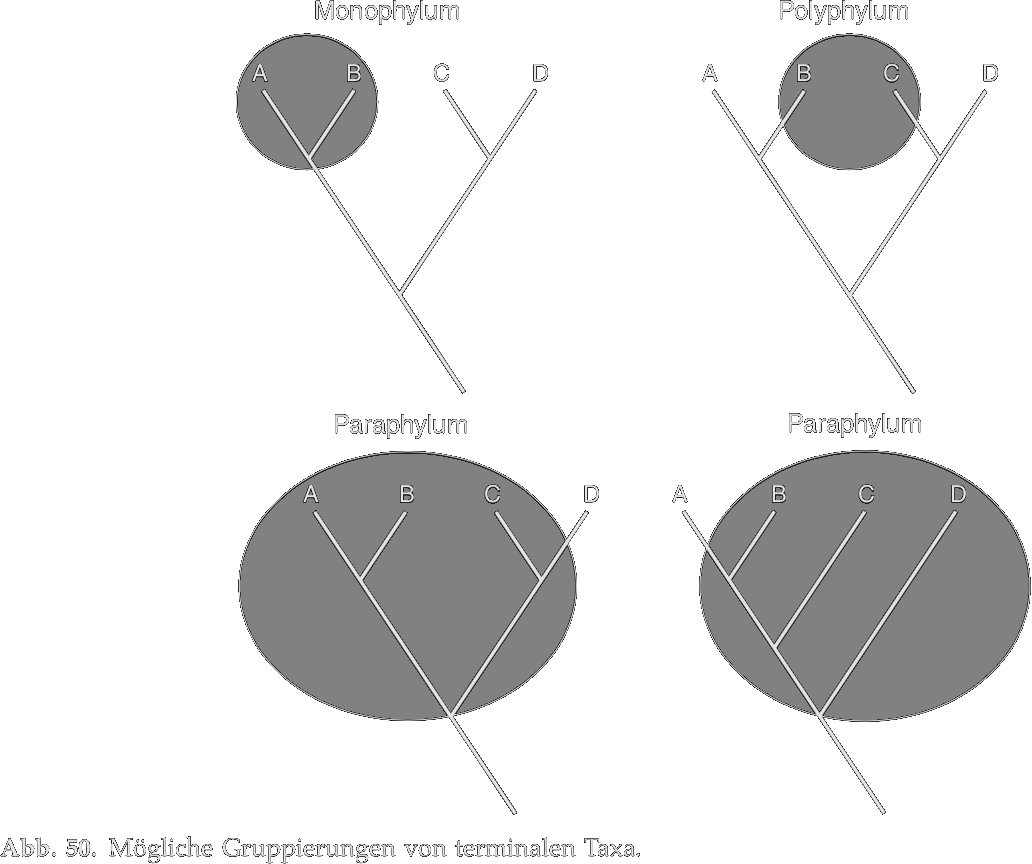 Monophylum Polyphylum
A B C D A B C D
Paraphylum Paraphylum
A B C D A B C D
Abb. 50. Mögliche Gruppierungen von terminalen Taxa.